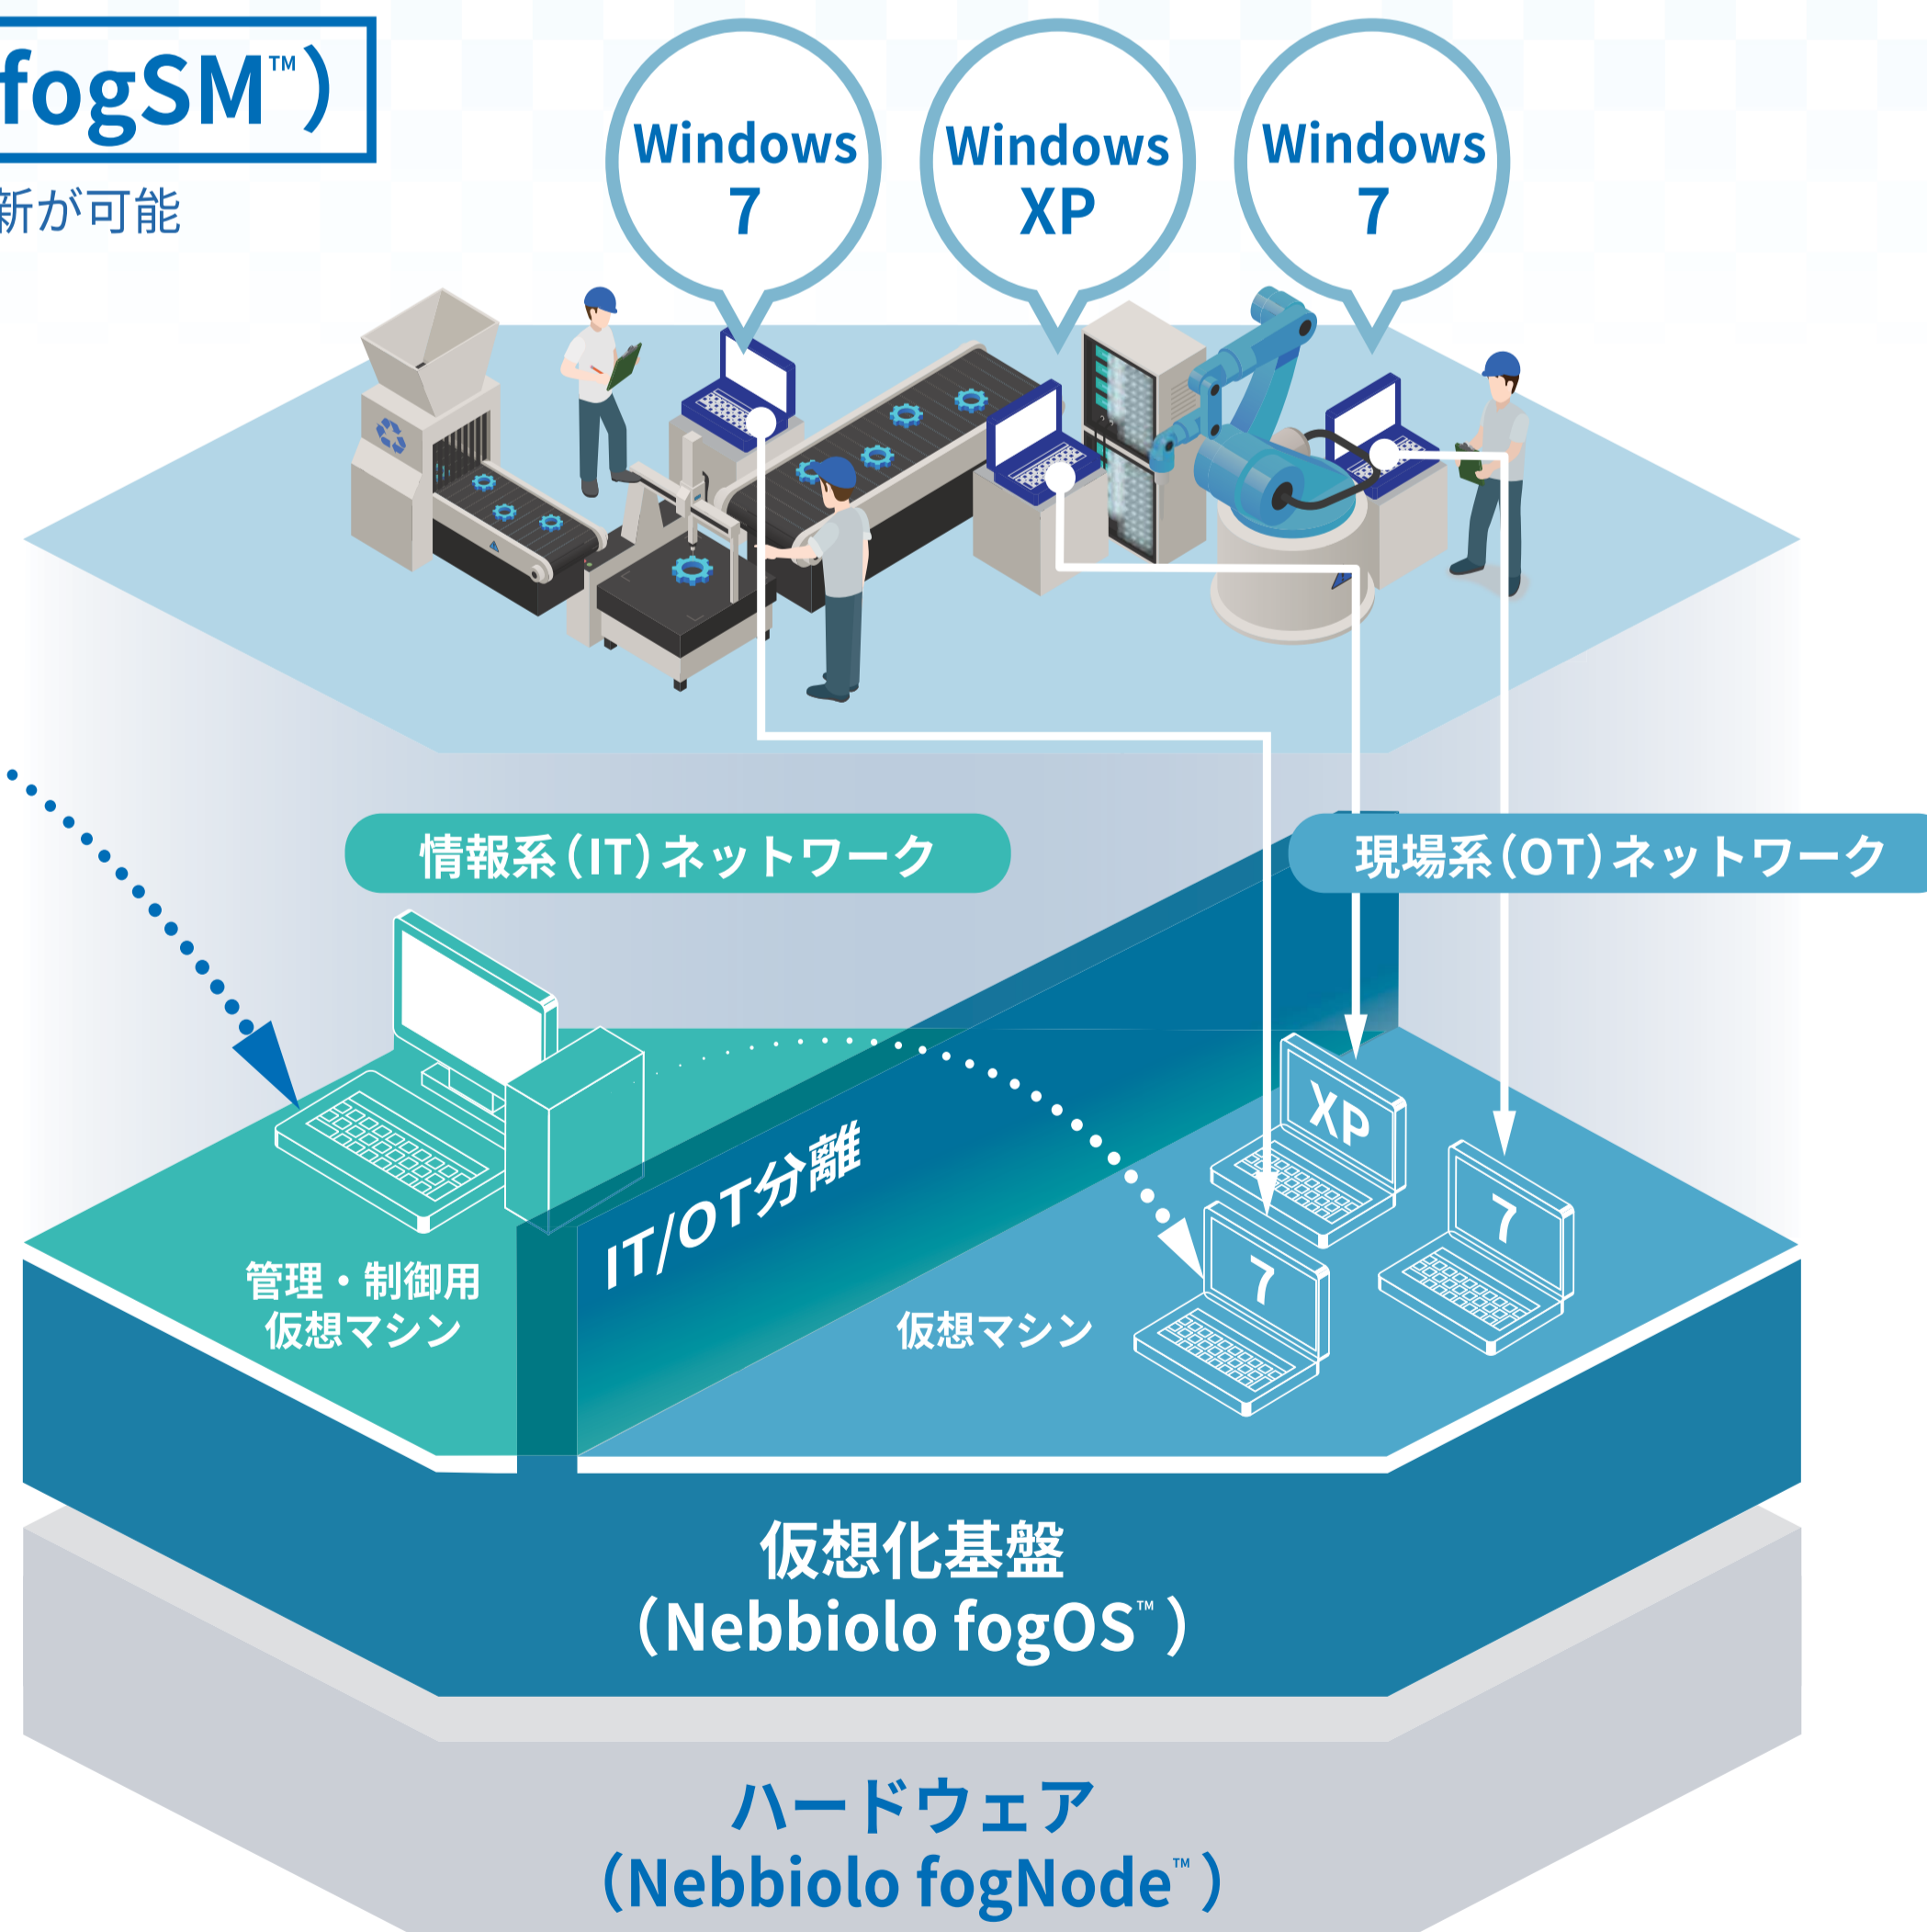 fogSM™）
新が可能
Windows
7
Windows
XP
Windows
7
情報系（IT）ネットワーク
現場系（OT）ネットワーク
XP
7
7
IT/OT分離
管理・制御用
仮想マシン
仮想マシン
仮想化基盤
（Nebbiolo fogOS™）
ハードウェア
（Nebbiolo fogNode™）